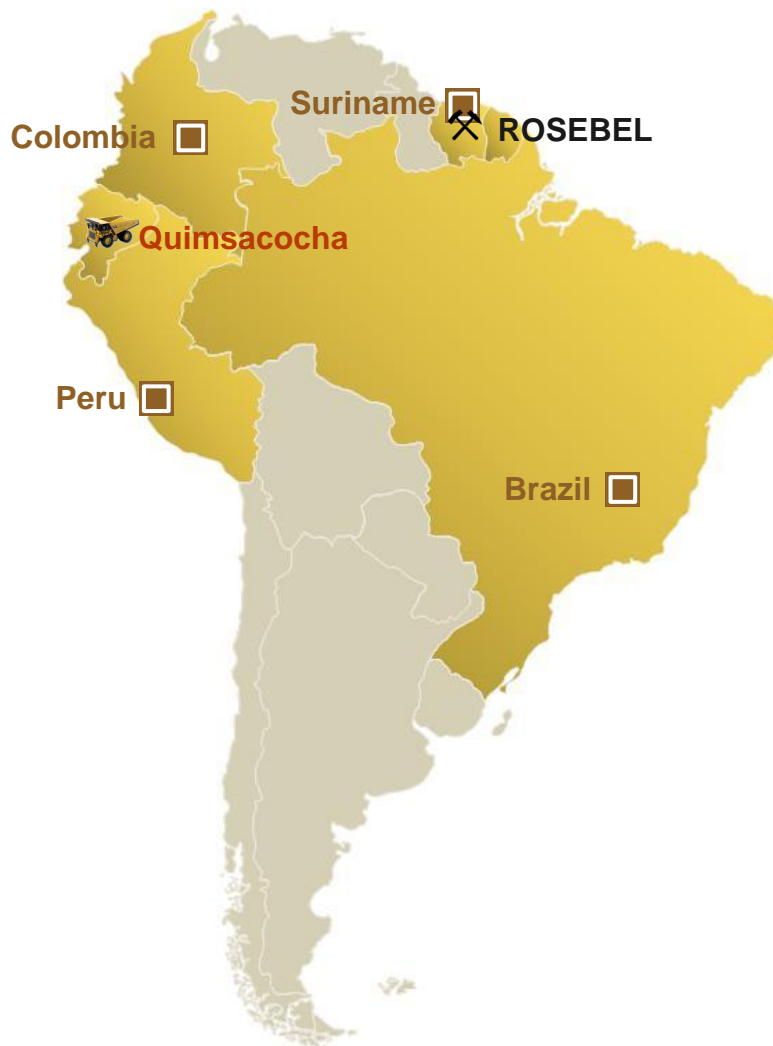 Suriname
ROSEBEL
Colombia
Quimsacocha
Peru
Brazil